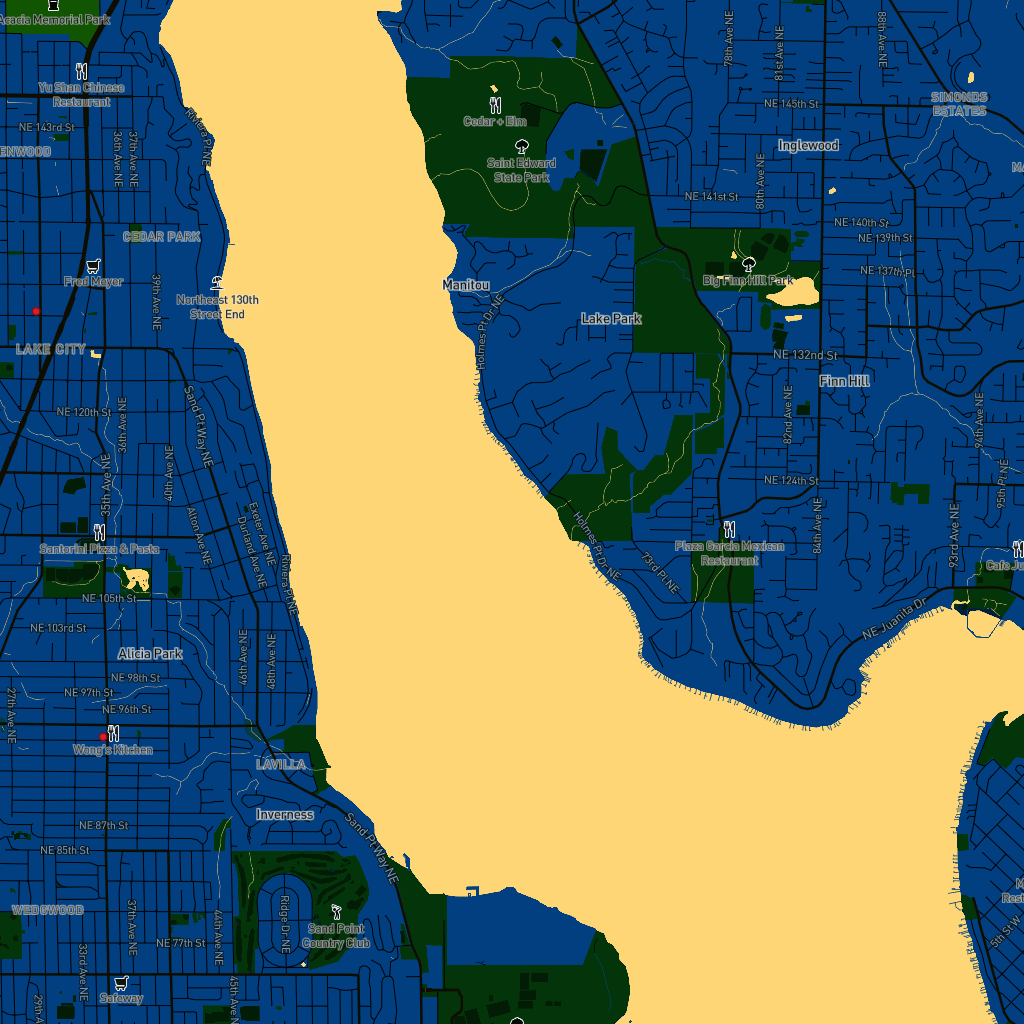 Acacia Memorial Park
Yu Shan Chinese
Restaurant
NE 143rd St
36th Ave NE
37th Ave NE
Riviera Pl NE
CEDAR PARK
Fred Meyer
39th Ave NE
Northeast 130th
Street End
LAKE CITY
NE 120th St
36th Ave NE
Sand Pt Way NE
35th Ave NE
40th Ave NE
Alton Ave NE
Exeter Ave NE
Durland Ave NE
Riviera Pl NE
Santorini Pizza & Pasta
NE 105th St
NE 103rd St
Alicia Park
46th Ave NE
48th Ave NE
NE 98th St
NE 97th St
NE 96th St
27th Ave NE
Wong's Kitchen
LAVILLA
Inverness
NE 87th St
NE 85th St
Sand Pt Way NE
WEDGWOOD
37th Ave NE
NE 77th St
44th Ave NE
Ridge Dr NE
Sand Point
Country Club
33rd Ave NE
Safeway
45th Ave N
29th A
Cedar + Elm
Saint Edward
State Park
Manitou
Holmes Pt Dr NE
Lake Park
78th Ave NE
81st Ave NE
88th Ave NE
NE 145th St
SIMONDS
ESTATES
Inglewood
80th Ave NE
NE 141st St
NE 140th St
NE 139th St
NE 137th Pl
Big Finn Hill Park
NE 132nd St
Finn Hill
82nd Ave NE
94th Ave NE
95th Pl NE
NE 124th St
84th Ave NE
93rd Ave NE
Holmes Pt Dr NE
73rd Pl NE
Plaza Garcia Mexican
Restaurant
Cafe Ju
NE Juanita Dr
5th St W